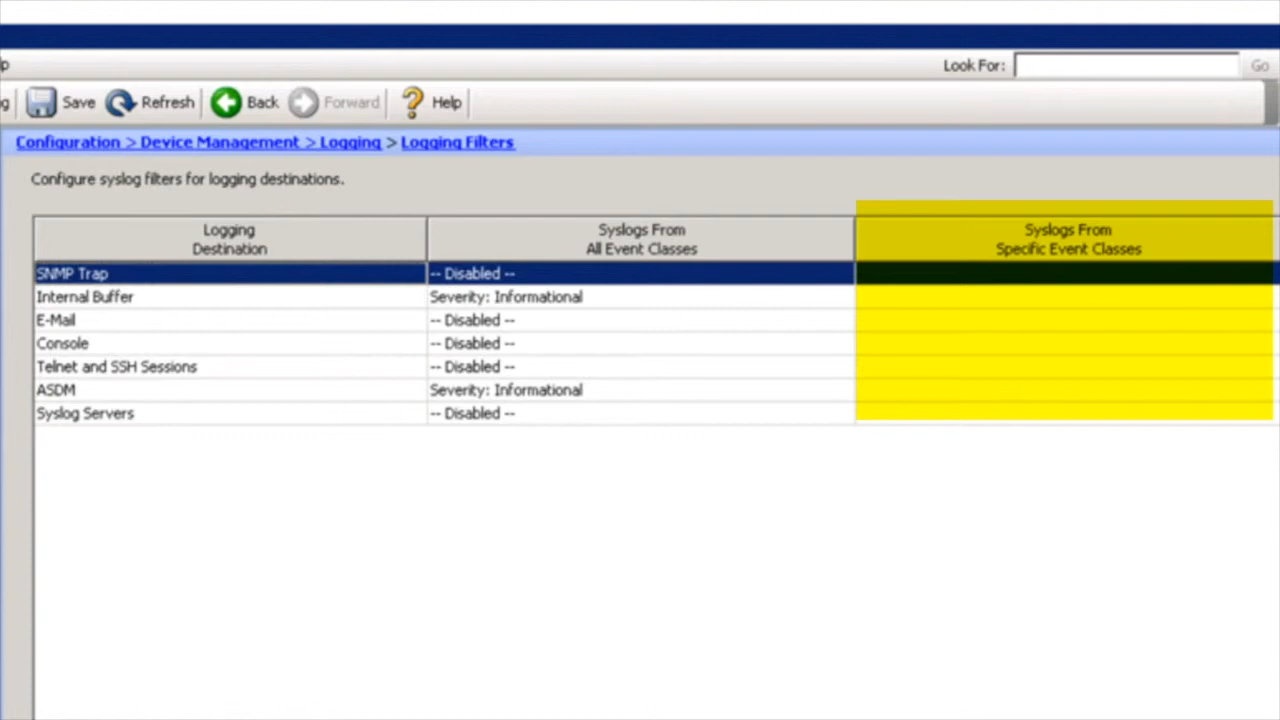 p
Look For:
Go
g
Save
Refresh
Back
Forward
Help
Configuration > Device Management > Logging > Logging Filters
Configure syslog filters for logging destinations.
Logging
Destination
Syslogs From
All Event Classes
Syslogs From
Specific Event Classes
SNMP Trap
-- Disabled --
Internal Buffer
Severity: Informational
E-Mail
-- Disabled --
Console
-- Disabled --
Telnet and SSH Sessions
-- Disabled --
ASDM
Severity: Informational
Syslog Servers
-- Disabled --